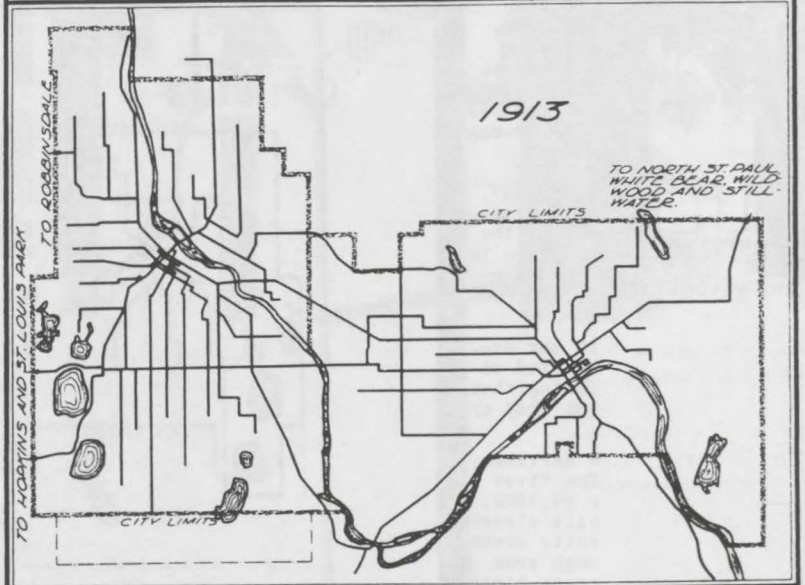 1913
TO ROBBINSDALE
TO HOPKINS AND ST. LOUIS PARK
TO NORTH ST. PAUL
WHITE BEAR, WILD-
WOOD AND STILL-
WATER.
CITY LIMITS
CITY LIMITS